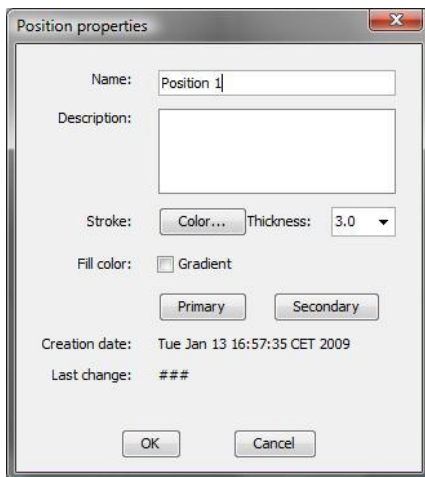 Position properties
Name: Position 1
Description:
Stroke: Color... Thickness: 3.0
Fill color: Gradient
Primary Secondary
Creation date: Tue Jan 13 16:57:35 CET 2009
Last change: ###
OK Cancel